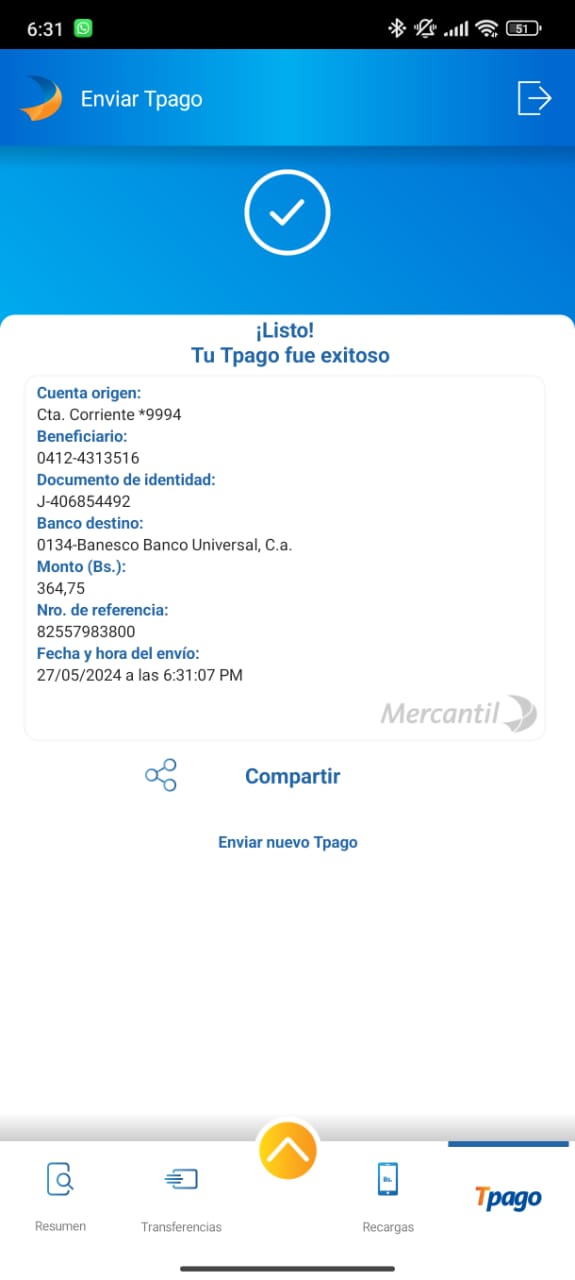 6:31
51
Enviar Tpago
¡Listo!
Tu Tpago fue exitoso
Cuenta origen:
Cta. Corriente *9994
Beneficiario:
0412-4313516
Documento de identidad:
J-406854492
Banco destino:
0134-Banesco Banco Universal, C.a.
Monto (Bs.):
364,75
Nro. de referencia:
82557983800
Fecha y hora del envío:
27/05/2024 a las 6:31:07 PM
Mercantil
Compartir
Enviar nuevo Tpago
Bs.
Tpago
Resumen
Transferencias
Recargas